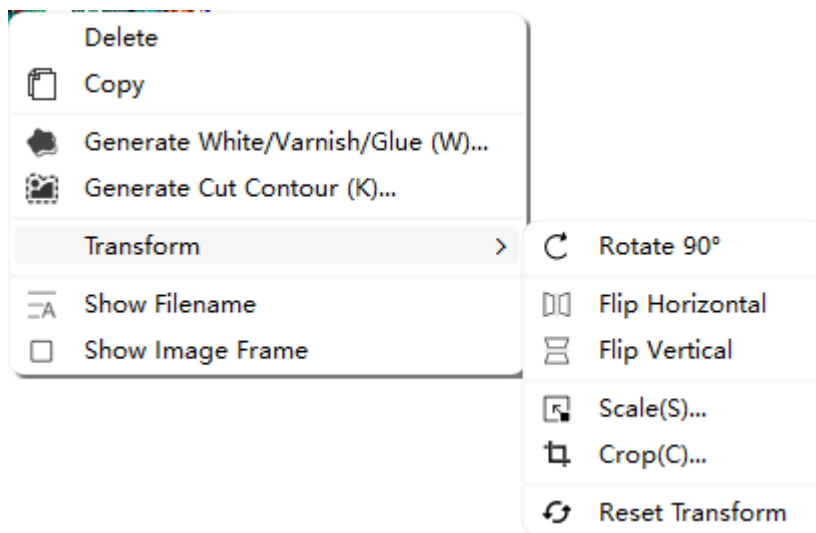 Delete
Copy
Generate White/Varnish/Glue (W)...
Generate Cut Contour (K)...
Transform
Show Filename
Show Image Frame
Rotate 90°
Flip Horizontal
Flip Vertical
Scale(S)...
Crop(C)...
Reset Transform